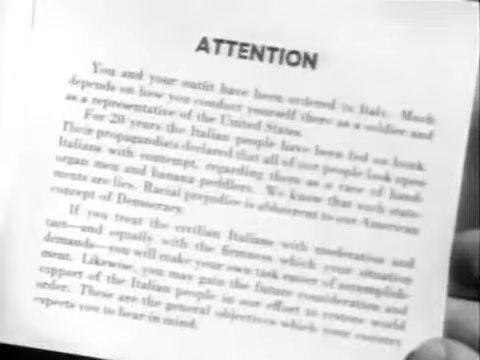 ATTENTION
You and your outfit have been ordered to Italy. Much
depends on how you conduct yourself there as a soldier and
as a representative of the United States.
For 20 years the Italian people have been fed on bunk.
Their propagandists declared that all of our people look upon
Italians with contempt, regarding them as a race of hand-
organ men and banana peddlers. We know that such state-
ments are lies. Racial prejudice is abhorrent to our American
concept of Democracy.
If you treat the civilian Italians with moderation and
tact—and equally with the firmness which your situation
demands—you will make your own task easier of accomplish-
ment. Likewise, you may gain the future consideration and
support of the Italian people in our effort to restore world
order. These are the general objectives which your country
expects you to bear in mind.